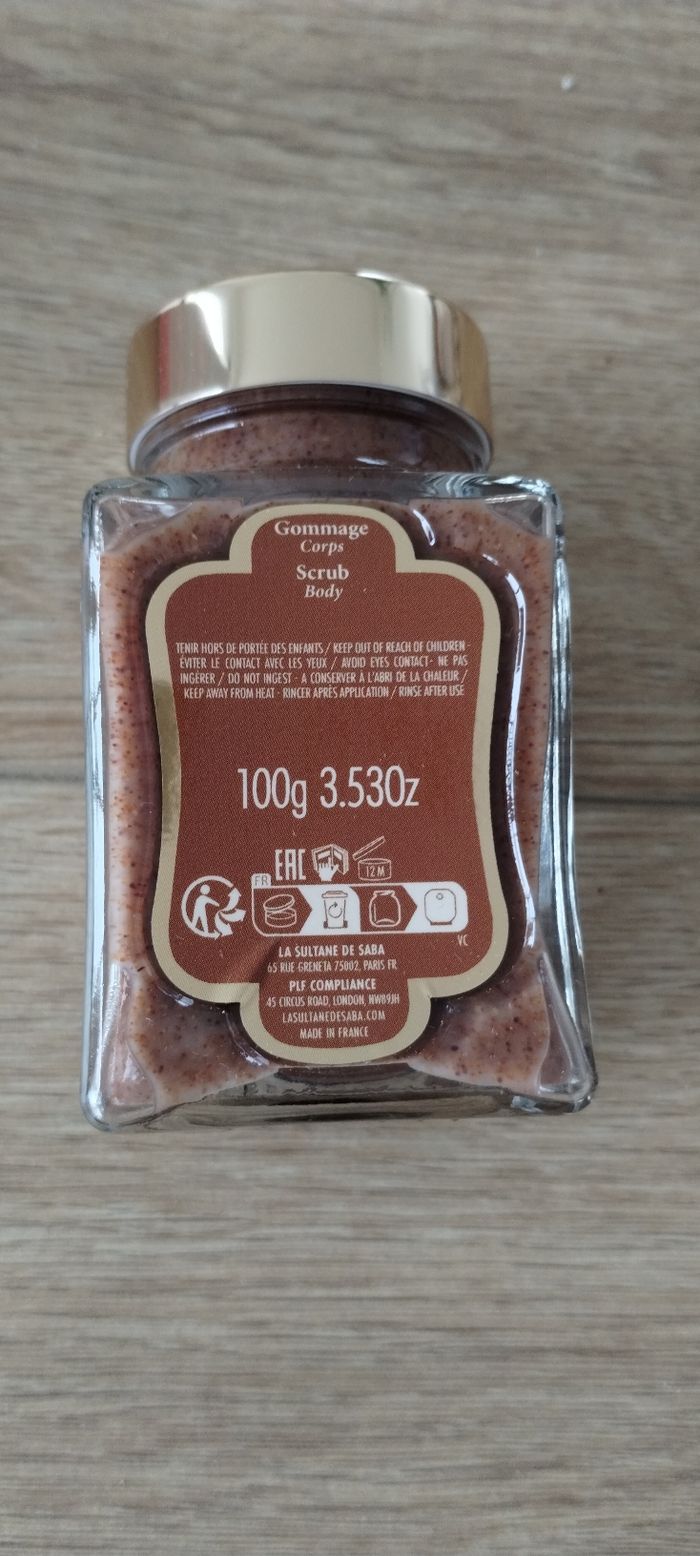 Gommage
Corps
Scrub
Body
TENIR HORS DE PORTÉE DES ENFANTS / KEEP OUT OF REACH OF CHILDREN -
ÉVITER LE CONTACT AVEC LES YEUX / AVOID EYES CONTACT- NE PAS
INGÉRER / DO NOT INGEST - A CONSERVER À L'ABRI DE LA CHALEUR /
KEEP AWAY FROM HEAT - RINCER APRÈS APPLICATION / RINSE AFTER USE
100g 3.53Oz
EAC
12 M
FR
VC
LA SULTANE DE SABA
65 RUE GRENETA 75002, PARIS FR
PLF COMPLIANCE
45 CIRCUS ROAD, LONDON, NW89JH
LASULTANEDESABA.COM
MADE IN FRANCE